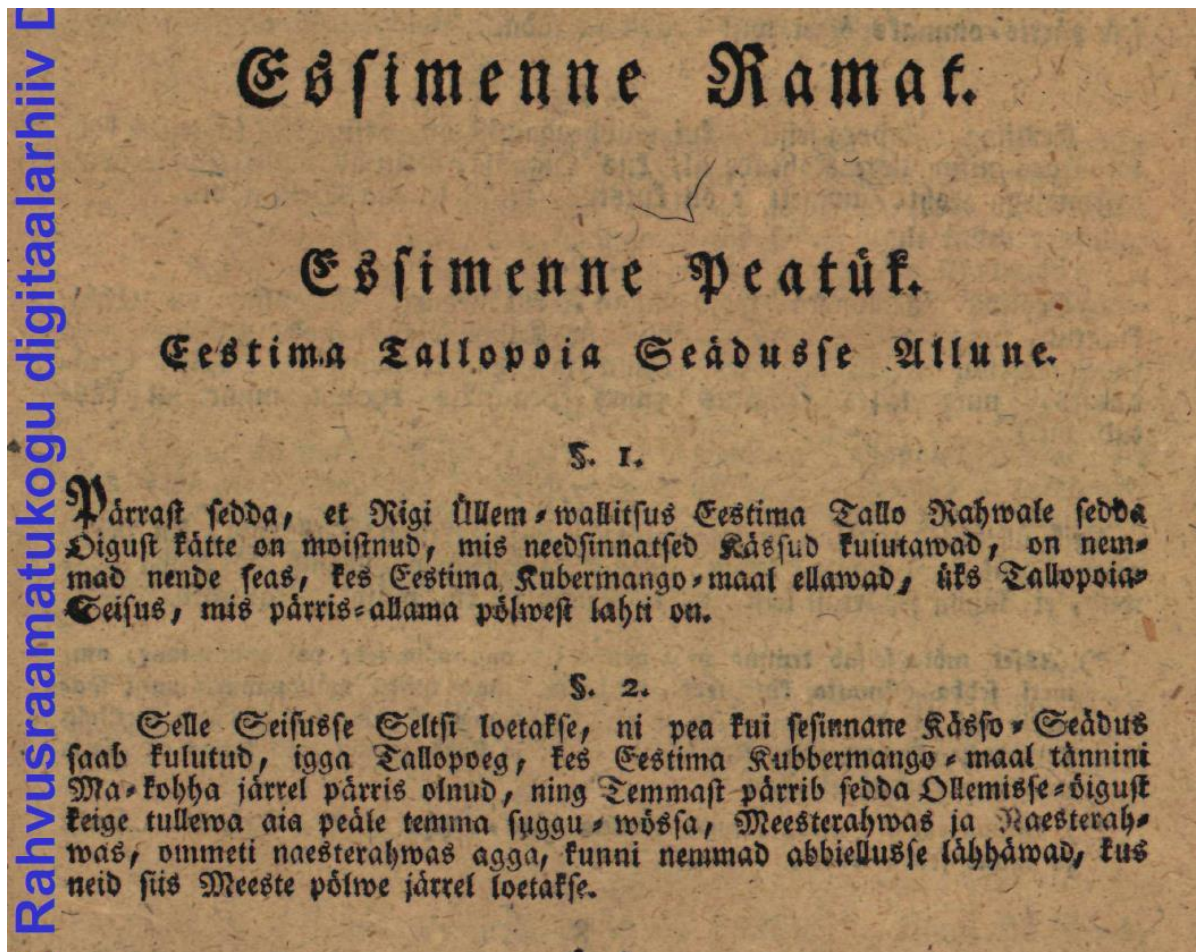 Rahvusraamatukogu digitaalarhiiv D
Essimenne Ramat.
Essimenne Peatük.
Eestima Tallopoia Seädusse Allune.
§. 1.
Pärrast sedda, et Rigi Üllem-wallitsus Eestima Tallo Rahwale sedda
Öigust kätte on moistnud, mis needsinnatsed Kässud kuiutawad, on nem-
mad nende seas, kes Eestima Kubermango-maal ellawad, üks Tallopoia-
Seisus, mis pärris-allama pölwest lahti on.
§. 2.
Selle Seisusse Seltsi loetakse, ni pea kui sesinnane Kässo-Seädus
saab kulutud, igga Tallopoeg, kes Eestima Kubbermango-maal tännini
Ma-kohha järrel pärris olnud, ning Temmast pärrib sedda Ollemisse-öigust
keige tullewa aia peäle temma suggu-wössa, Meesterahwas ja Naesterah-
was, ommeti naesterahwas agga, kunni nemmad abbiellusse lähhäwad, kus
neid siis Meeste pölwe järrel loetakse.